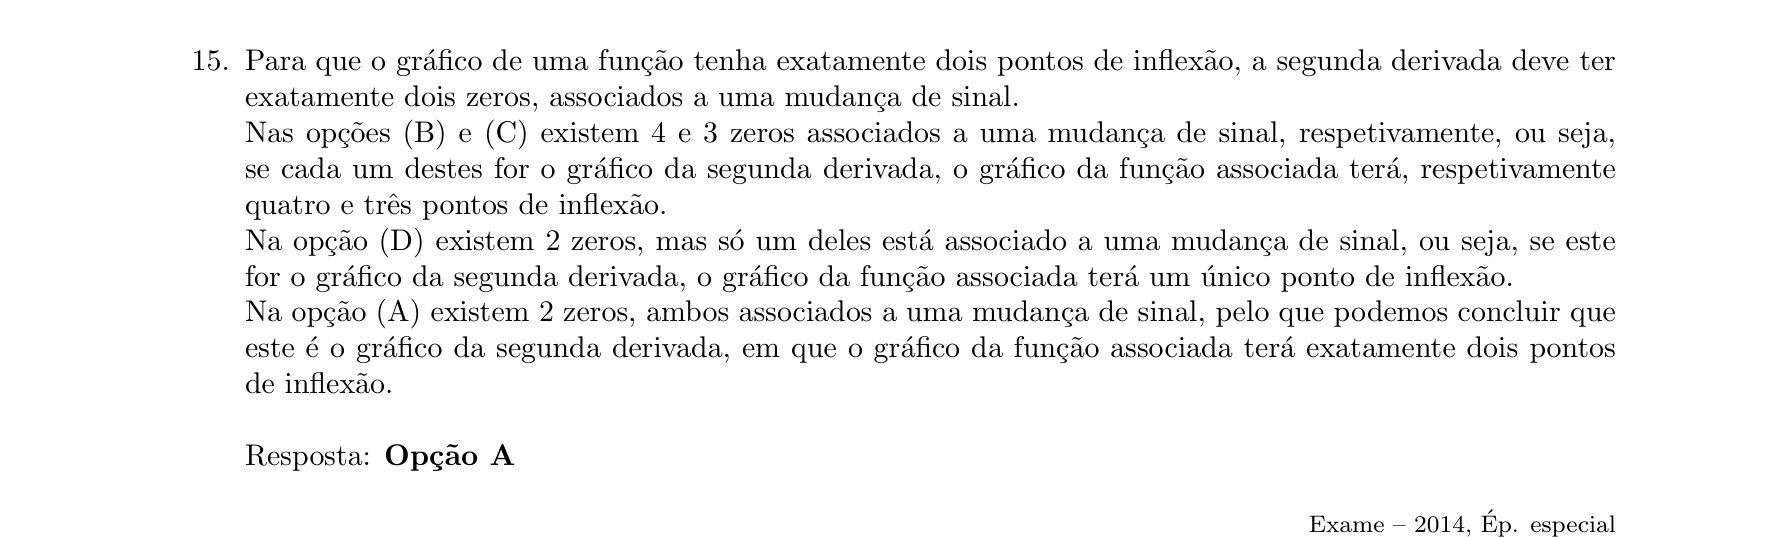 15. Para que o gráfico de uma função tenha exatamente dois pontos de inflexão, a segunda derivada deve ter
exatamente dois zeros, associados a uma mudança de sinal.
Nas opções (B) e (C) existem 4 e 3 zeros associados a uma mudança de sinal, respetivamente, ou seja,
se cada um destes for o gráfico da segunda derivada, o gráfico da função associada terá, respetivamente
quatro e três pontos de inflexão.
Na opção (D) existem 2 zeros, mas só um deles está associado a uma mudança de sinal, ou seja, se este
for o gráfico da segunda derivada, o gráfico da função associada terá um único ponto de inflexão.
Na opção (A) existem 2 zeros, ambos associados a uma mudança de sinal, pelo que podemos concluir que
este é o gráfico da segunda derivada, em que o gráfico da função associada terá exatamente dois pontos
de inflexão.
Resposta: Opção A
Exame – 2014, Ép. especial